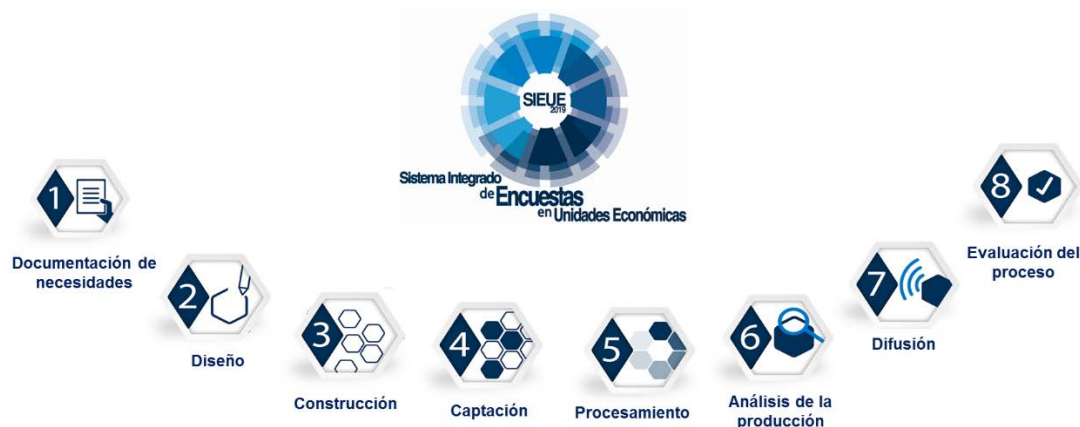 SIEUE
2019
Sistema Integrado
de Encuestas
en Unidades Económicas
1
Documentación de
necesidades
2
Diseño
3
Construcción
4
Captación
5
Procesamiento
6
Análisis de la
producción
7
Difusión
8
Evaluación del
proceso